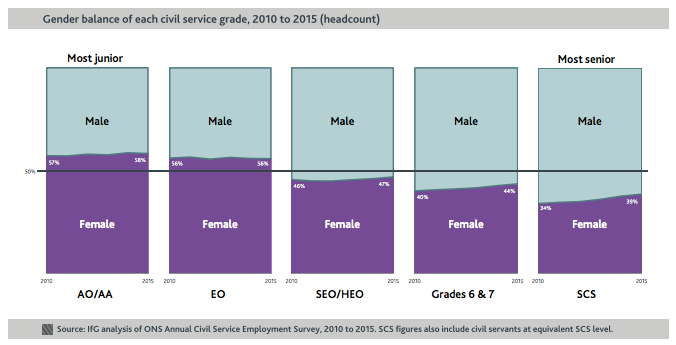 Gender balance of each civil service grade, 2010 to 2015 (headcount)
Most junior
Most senior
Male
Male
Male
Male
Male
57%
58%
56%
56%
46%
47%
40%
44%
34%
39%
50%
Female
Female
Female
Female
Female
2010
2015
2010
2015
2010
2015
2010
2015
2010
2015
AO/AA
EO
SEO/HEO
Grades 6 & 7
SCS
Source: IfG analysis of ONS Annual Civil Service Employment Survey, 2010 to 2015. SCS figures also include civil servants at equivalent SCS level.